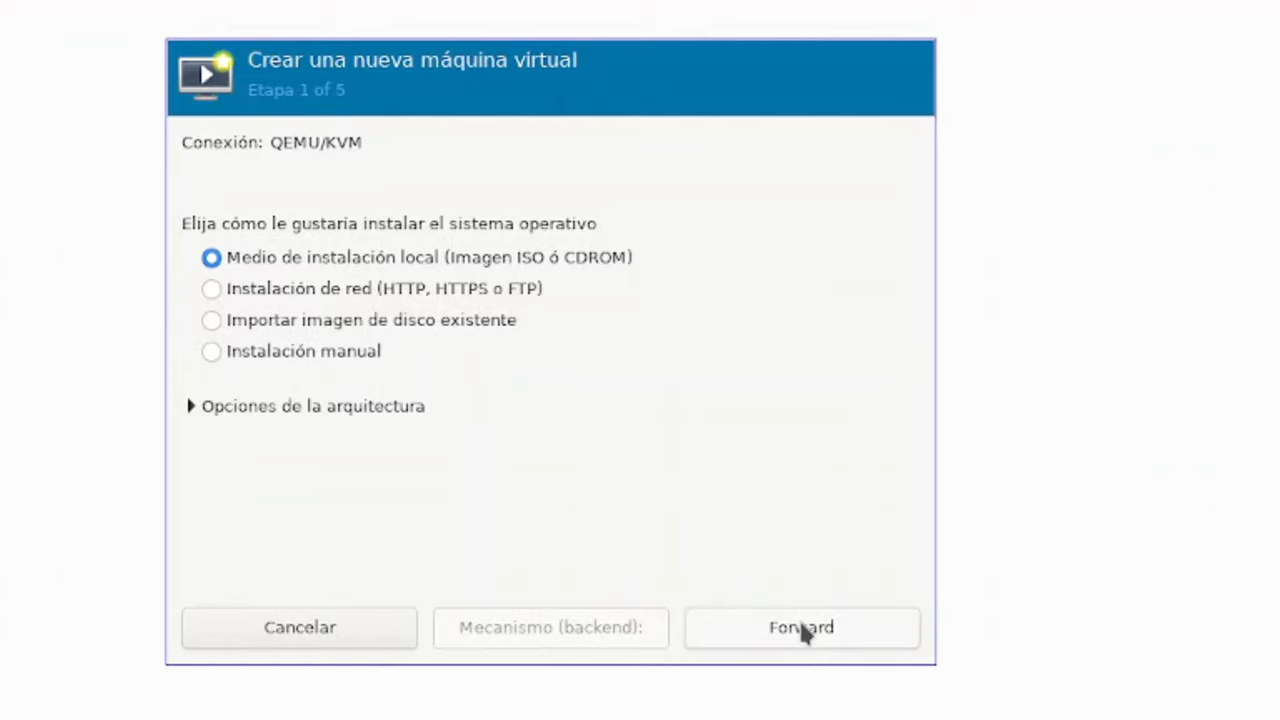 Crear una nueva máquina virtual
Etapa 1 of 5
Conexión: QEMU/KVM
Elija cómo le gustaría instalar el sistema operativo
Medio de instalación local (Imagen ISO ó CDROM)
Instalación de red (HTTP, HTTPS o FTP)
Importar imagen de disco existente
Instalación manual
Opciones de la arquitectura
Cancelar
Mecanismo (backend):
Forward